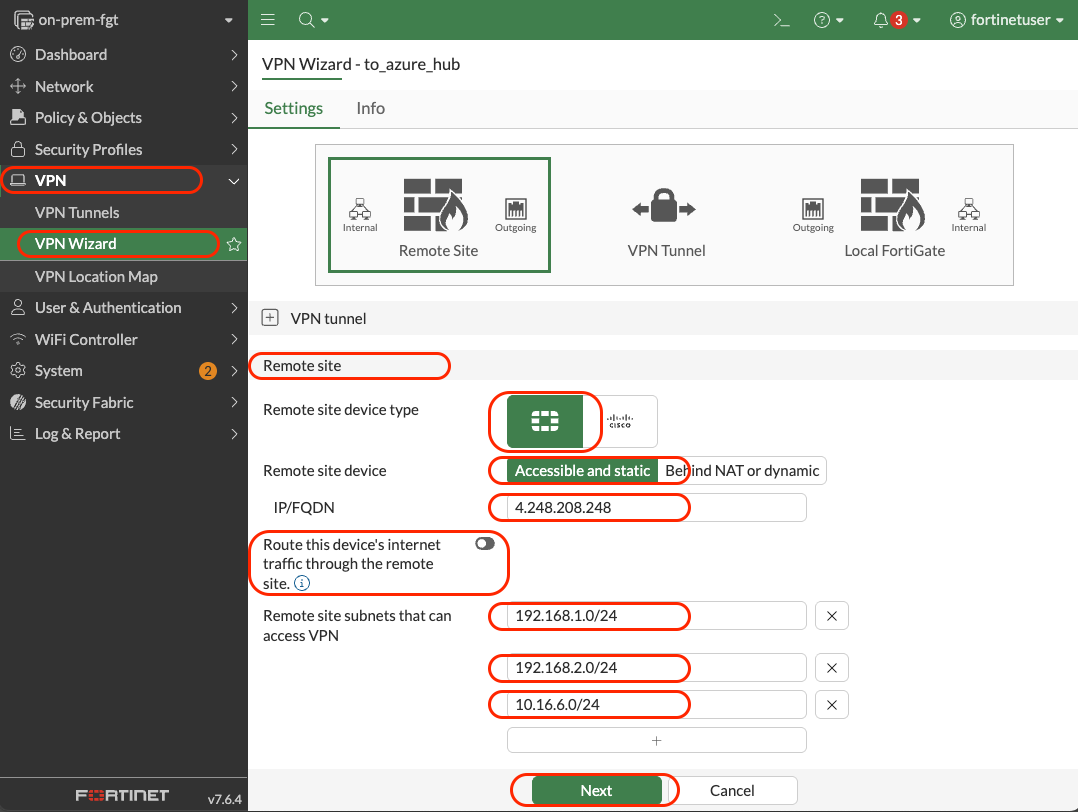 on-prem-fgt
3
fortinetuser
Dashboard
Network
Policy & Objects
Security Profiles
VPN
VPN Tunnels
VPN Wizard
VPN Location Map
User & Authentication
WiFi Controller
System
2
Security Fabric
Log & Report
FORTINET
v7.6.4
VPN Wizard - to_azure_hub
Settings
Info
Internal
Outgoing
Remote Site
VPN Tunnel
Outgoing
Internal
Local FortiGate
VPN tunnel
Remote site
Remote site device type
cisco
Remote site device
Accessible and static
Behind NAT or dynamic
IP/FQDN
4.248.208.248
Route this device's internet
traffic through the remote
site.
Remote site subnets that can
access VPN
192.168.1.0/24
192.168.2.0/24
10.16.6.0/24
Next
Cancel